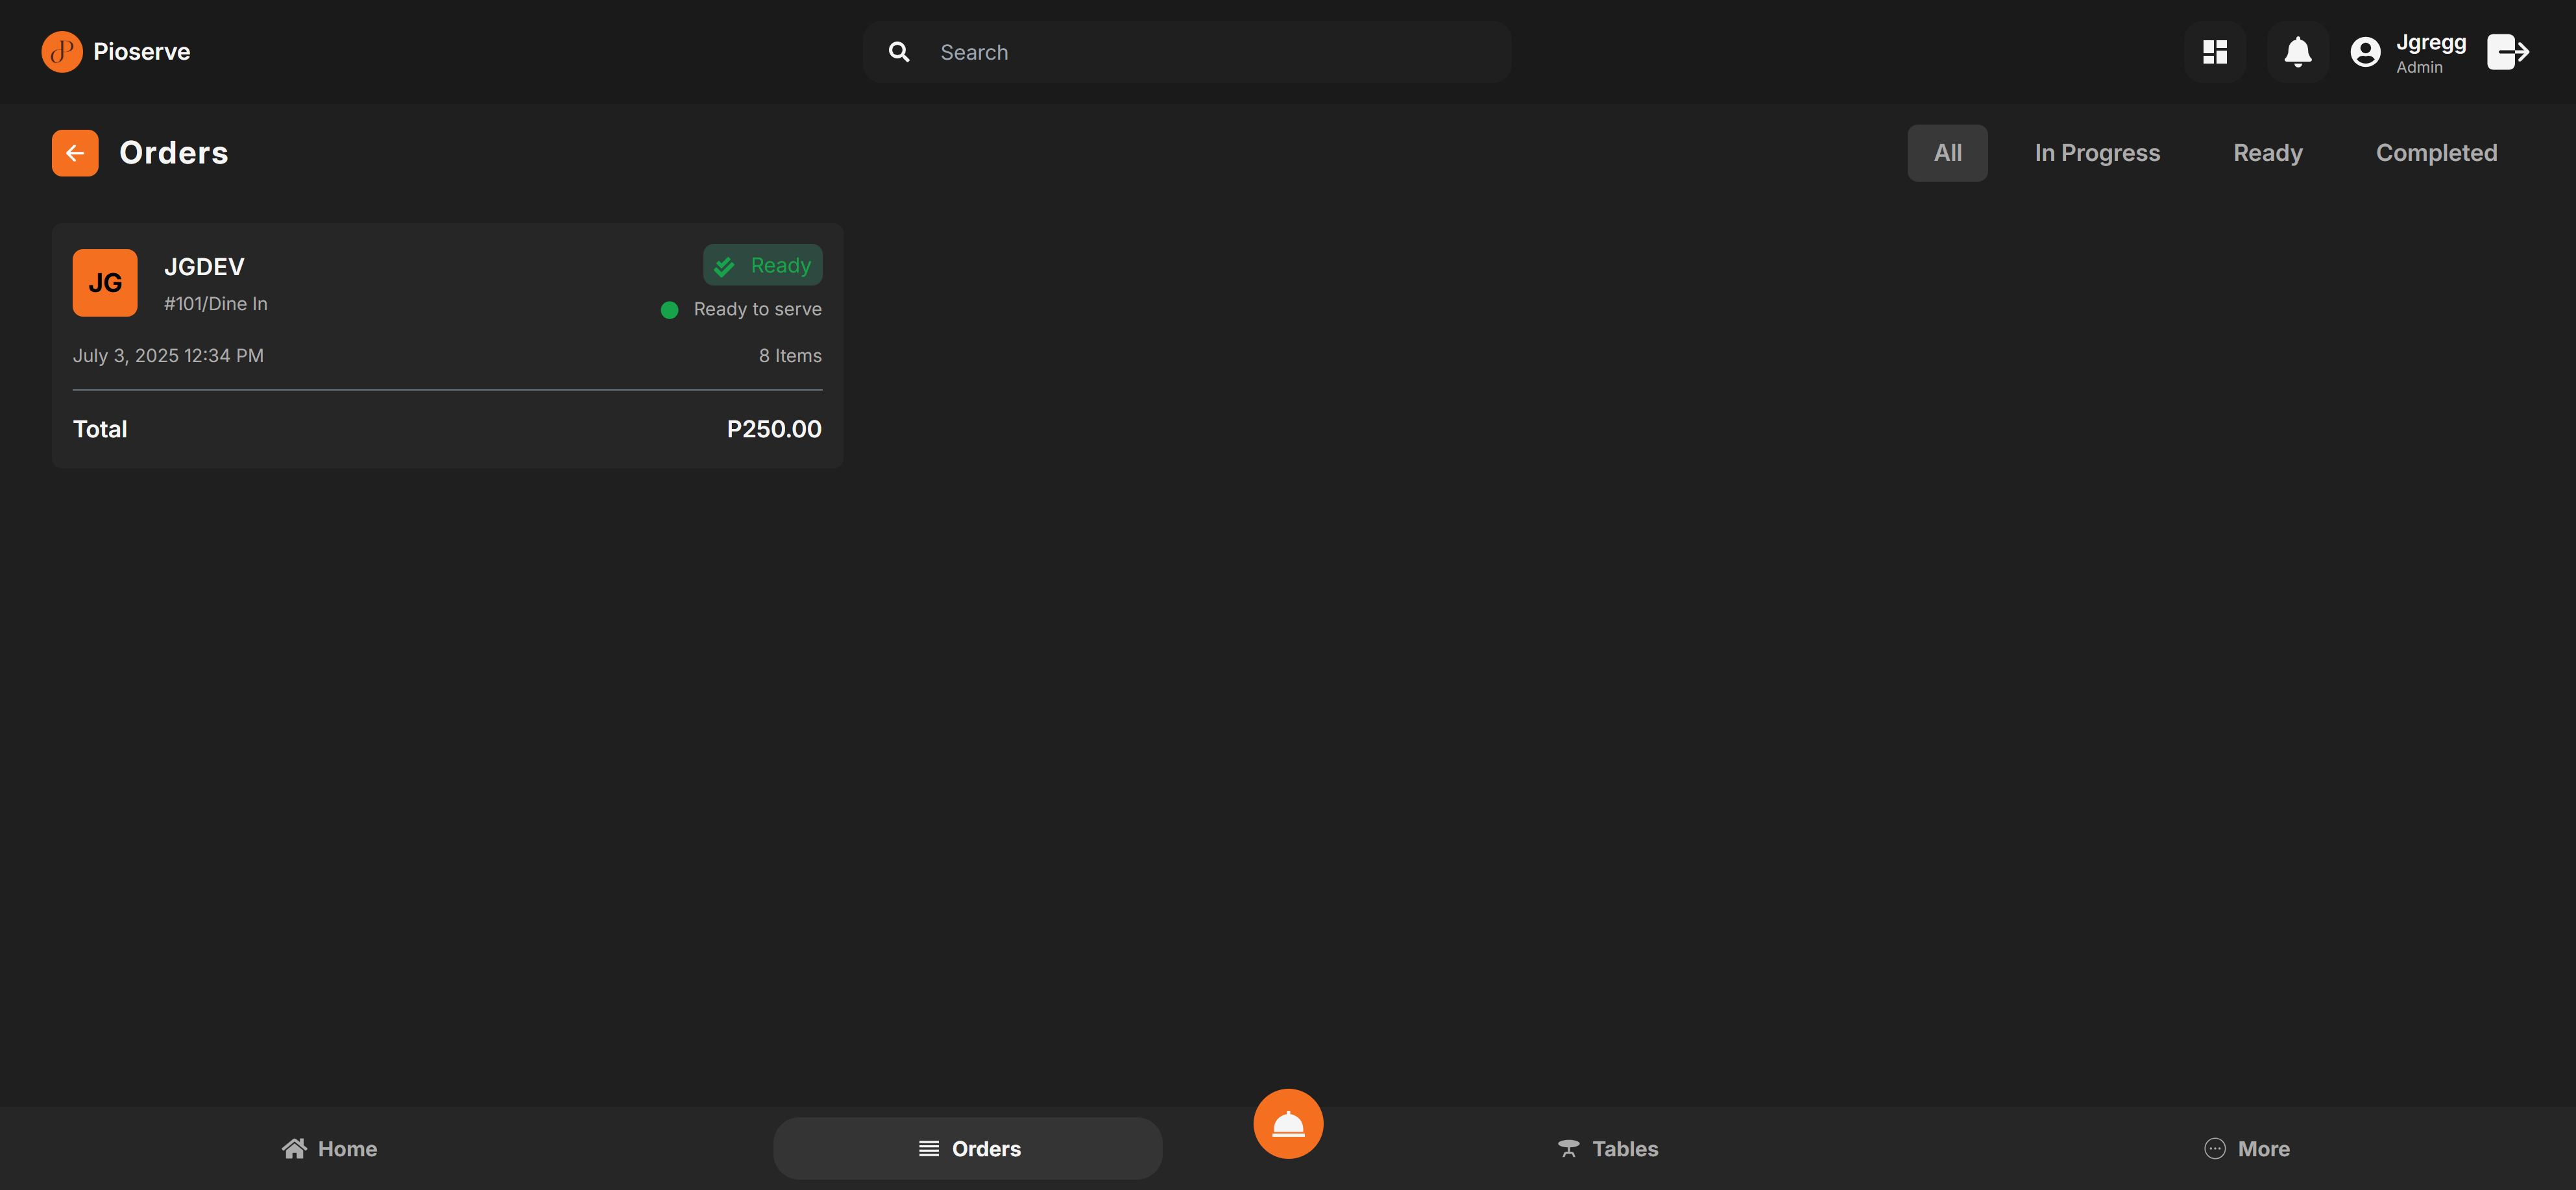 Pioserve
Search
Jgregg
Admin
Orders
All
In Progress
Ready
Completed
JG
JGDEV
#101/Dine In
Ready
Ready to serve
July 3, 2025 12:34 PM
8 Items
Total
P250.00
Home
Orders
Tables
More